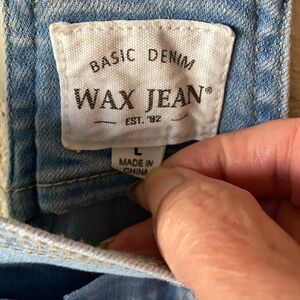 BASIC DENIM
WAX JEAN®
EST. '92
L
MADE IN
CHINA